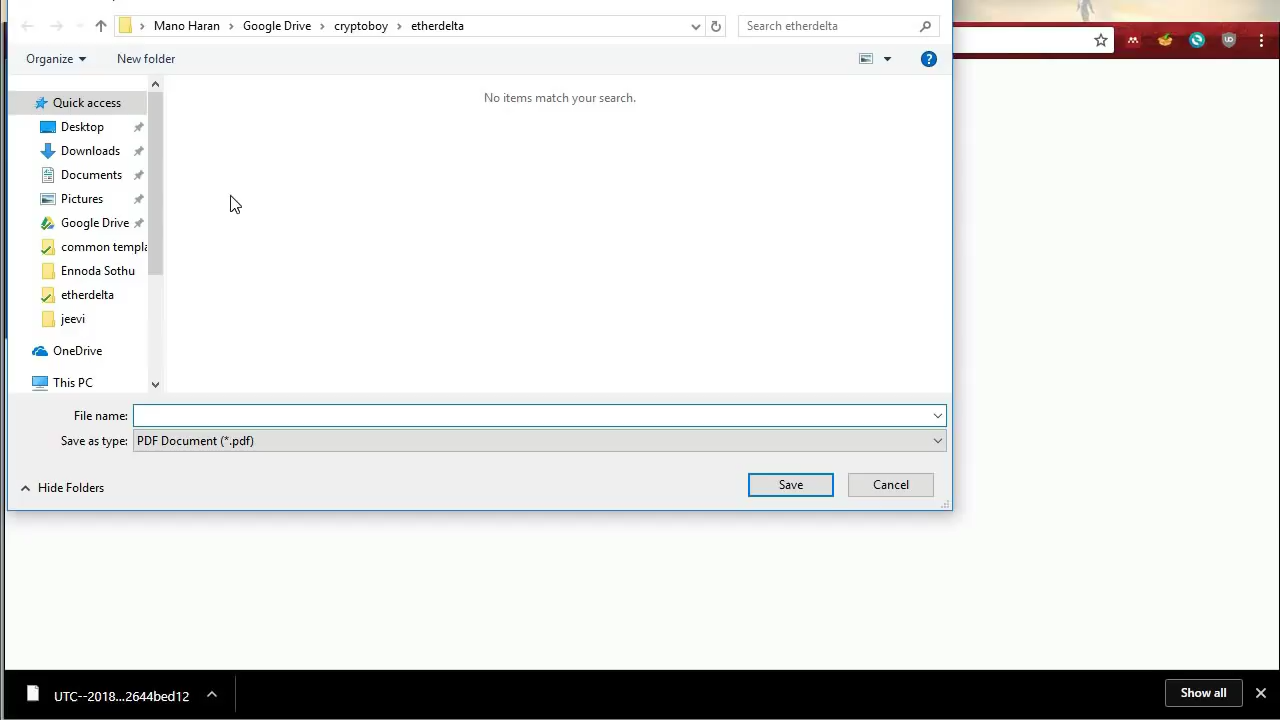 Mano Haran > Google Drive > cryptoboy > etherdelta
Search etherdelta
Organize
New folder
?
No items match your search.
Quick access
Desktop
Downloads
Documents
Pictures
Google Drive
common templa
Ennoda Sothu
etherdelta
jeevi
OneDrive
This PC
File name:
Save as type: PDF Document (*.pdf)
Hide Folders
Save
Cancel
UTC--2018...2644bed12
Show all